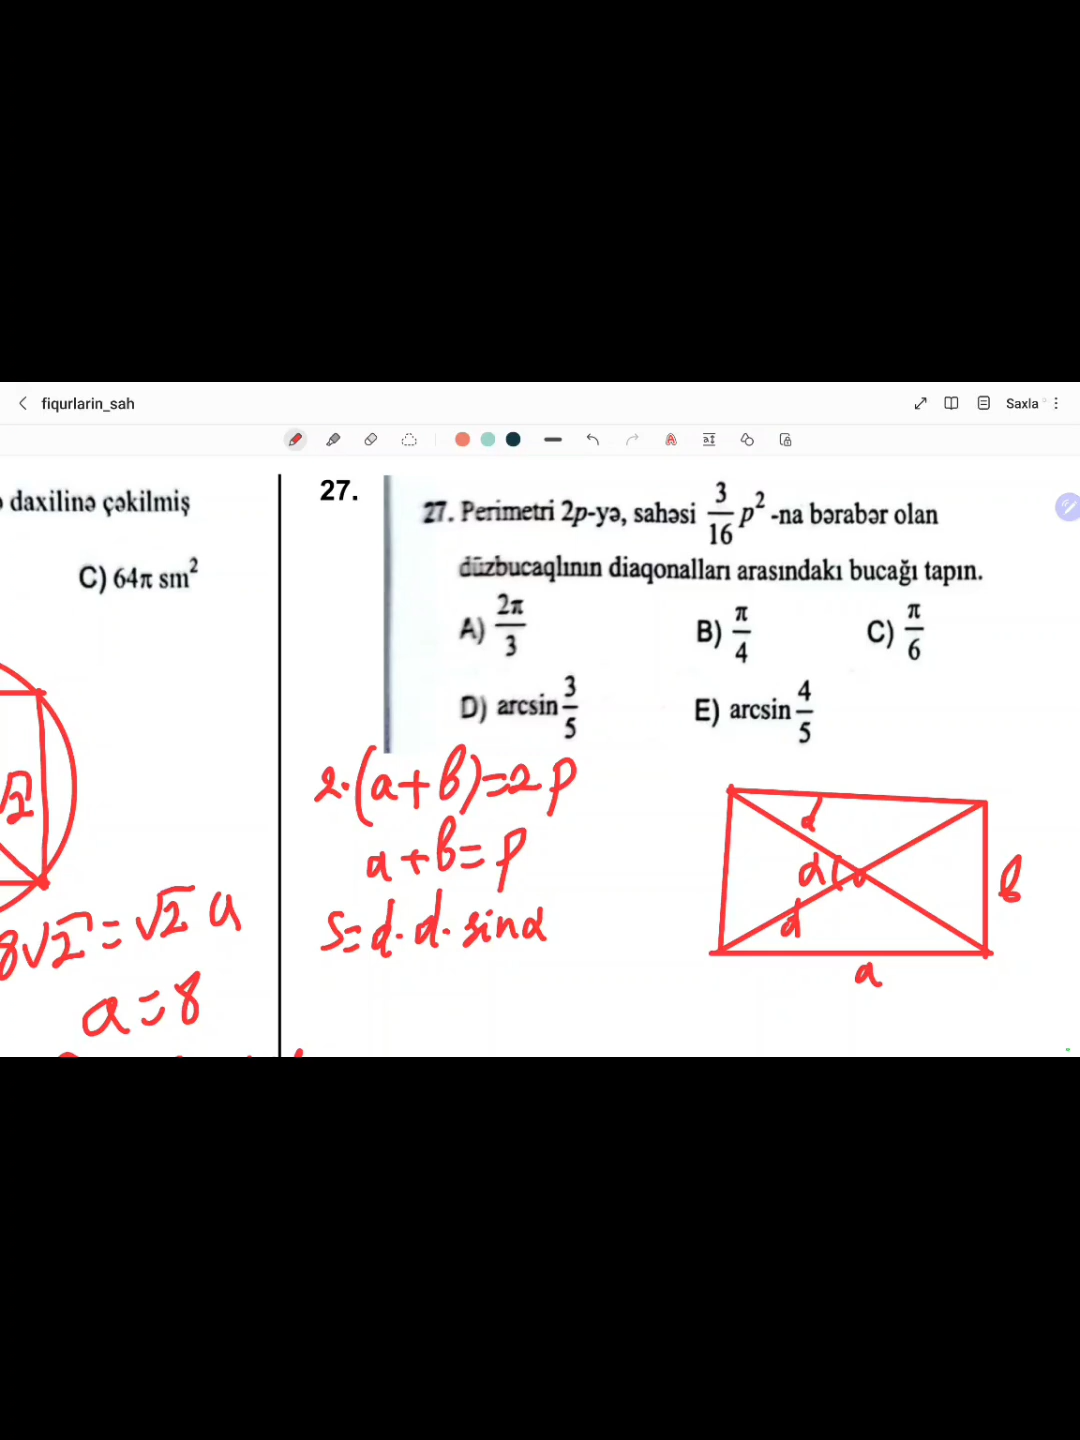 fiqurlarin_sah
Saxla
daxilinə çəkilmiş
C) 64π sm²
√2
8√2 = √2 a
a = 8
27.
27. Perimetri 2p-yə, sahəsi 3/16 p² -na bərabər olan
düzbucaqlının diaqonalları arasındakı bucağı tapın.
A) 2π/3 B) π/4 C) π/6
D) arcsin 3/5 E) arcsin 4/5
2·(a+b)=2p
a+b=p
S=d·d·sinα
d
α
d
b
a